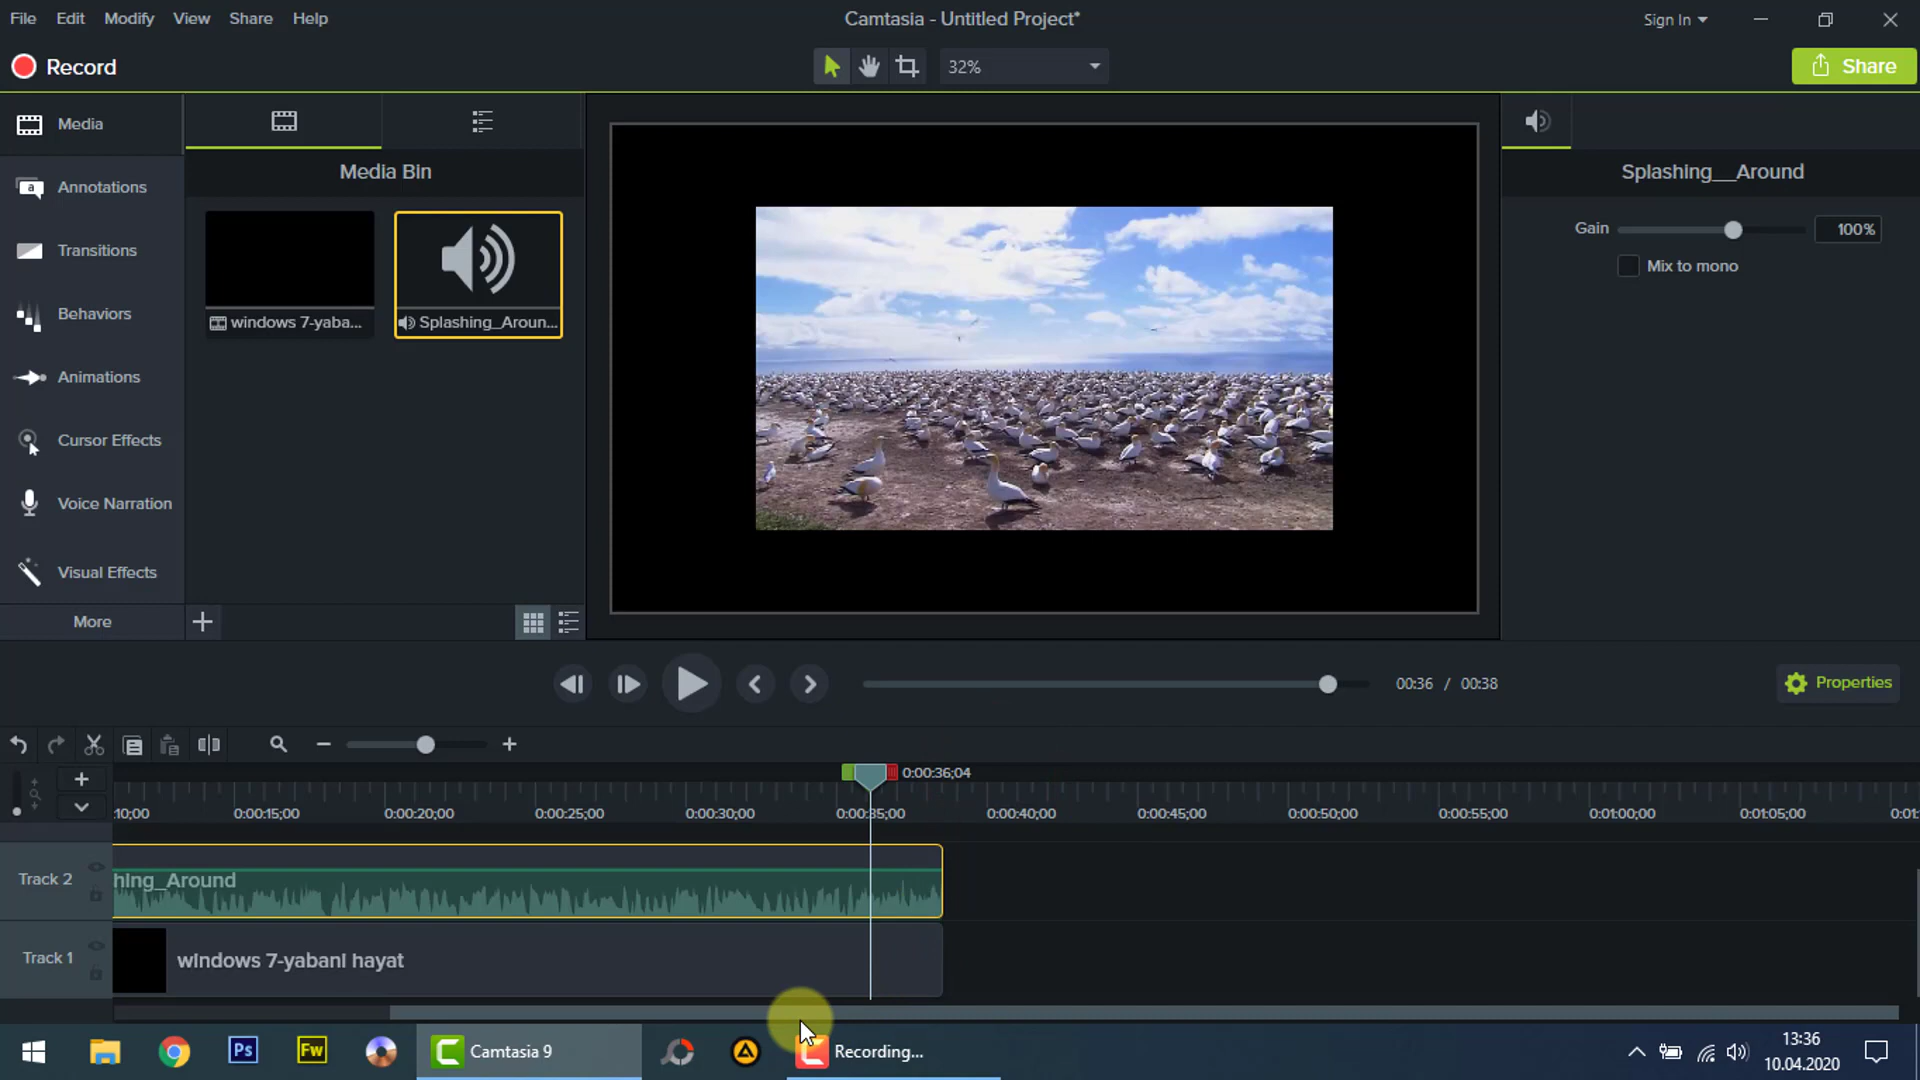 File Edit Modify View Share Help
Camtasia - Untitled Project*
Sign In
Record
32%
Share
Media
Annotations
Transitions
Behaviors
Animations
Cursor Effects
Voice Narration
Visual Effects
More
Media Bin
windows 7-yaba...
Splashing_Aroun...
Splashing__Around
Gain
100%
Mix to mono
00:36 / 00:38
Properties
0:00:36;04
:10;00 0:00:15;00 0:00:20;00 0:00:25;00 0:00:30;00 0:00:35;00 0:00:40;00 0:00:45;00 0:00:50;00 0:00:55;00 0:01:00;00 0:01:05;00 0:01:
Track 2
hing_Around
Track 1
windows 7-yabani hayat
Ps
Fw
Camtasia 9
Recording...
13:36
10.04.2020